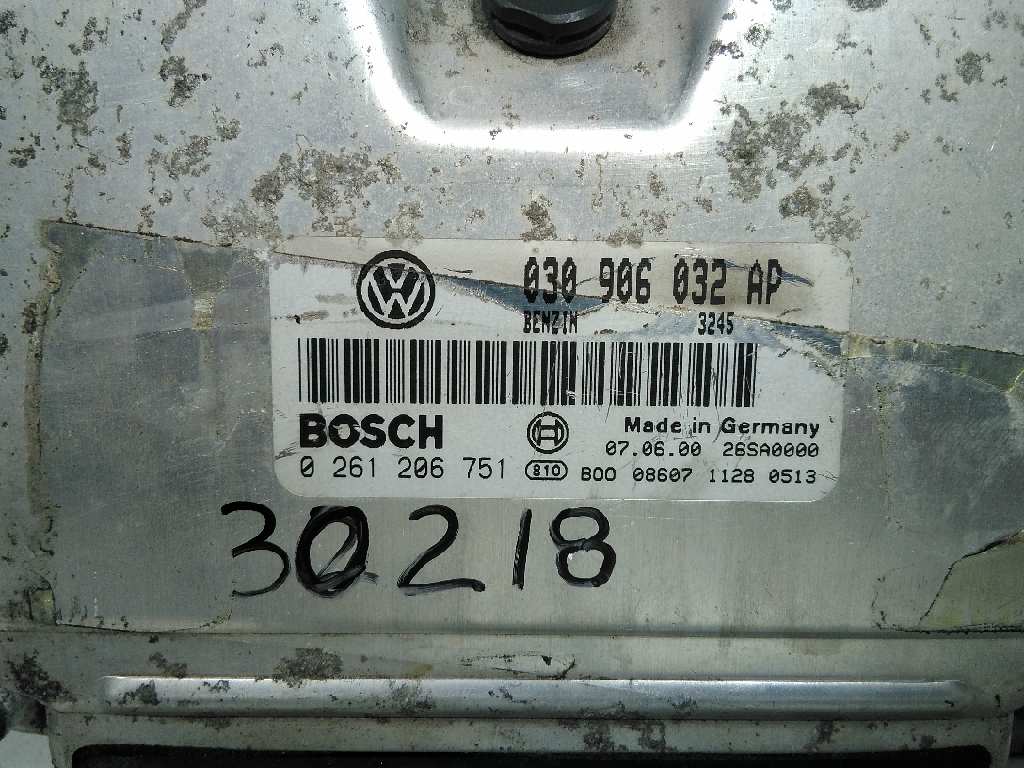 030 906 032 AP
BENZIN 3245
BOSCH
Made in Germany
07.06.00 26SA0000
0 261 206 751 810 B00 08607 1128 0513
30218